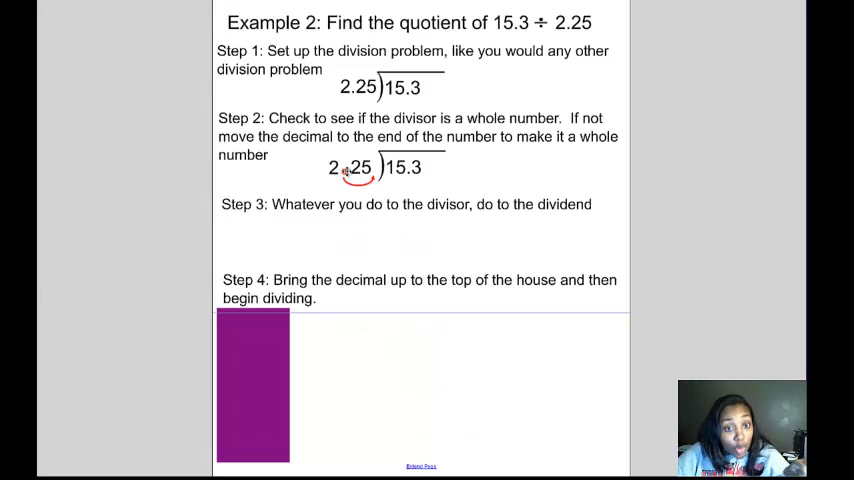 Example 2: Find the quotient of 15.3 ÷ 2.25
Step 1: Set up the division problem, like you would any other
division problem
2.25)15.3
Step 2: Check to see if the divisor is a whole number. If not
move the decimal to the end of the number to make it a whole
number
2.25)15.3
Step 3: Whatever you do to the divisor, do to the dividend
Step 4: Bring the decimal up to the top of the house and then
begin dividing.
Extend Page